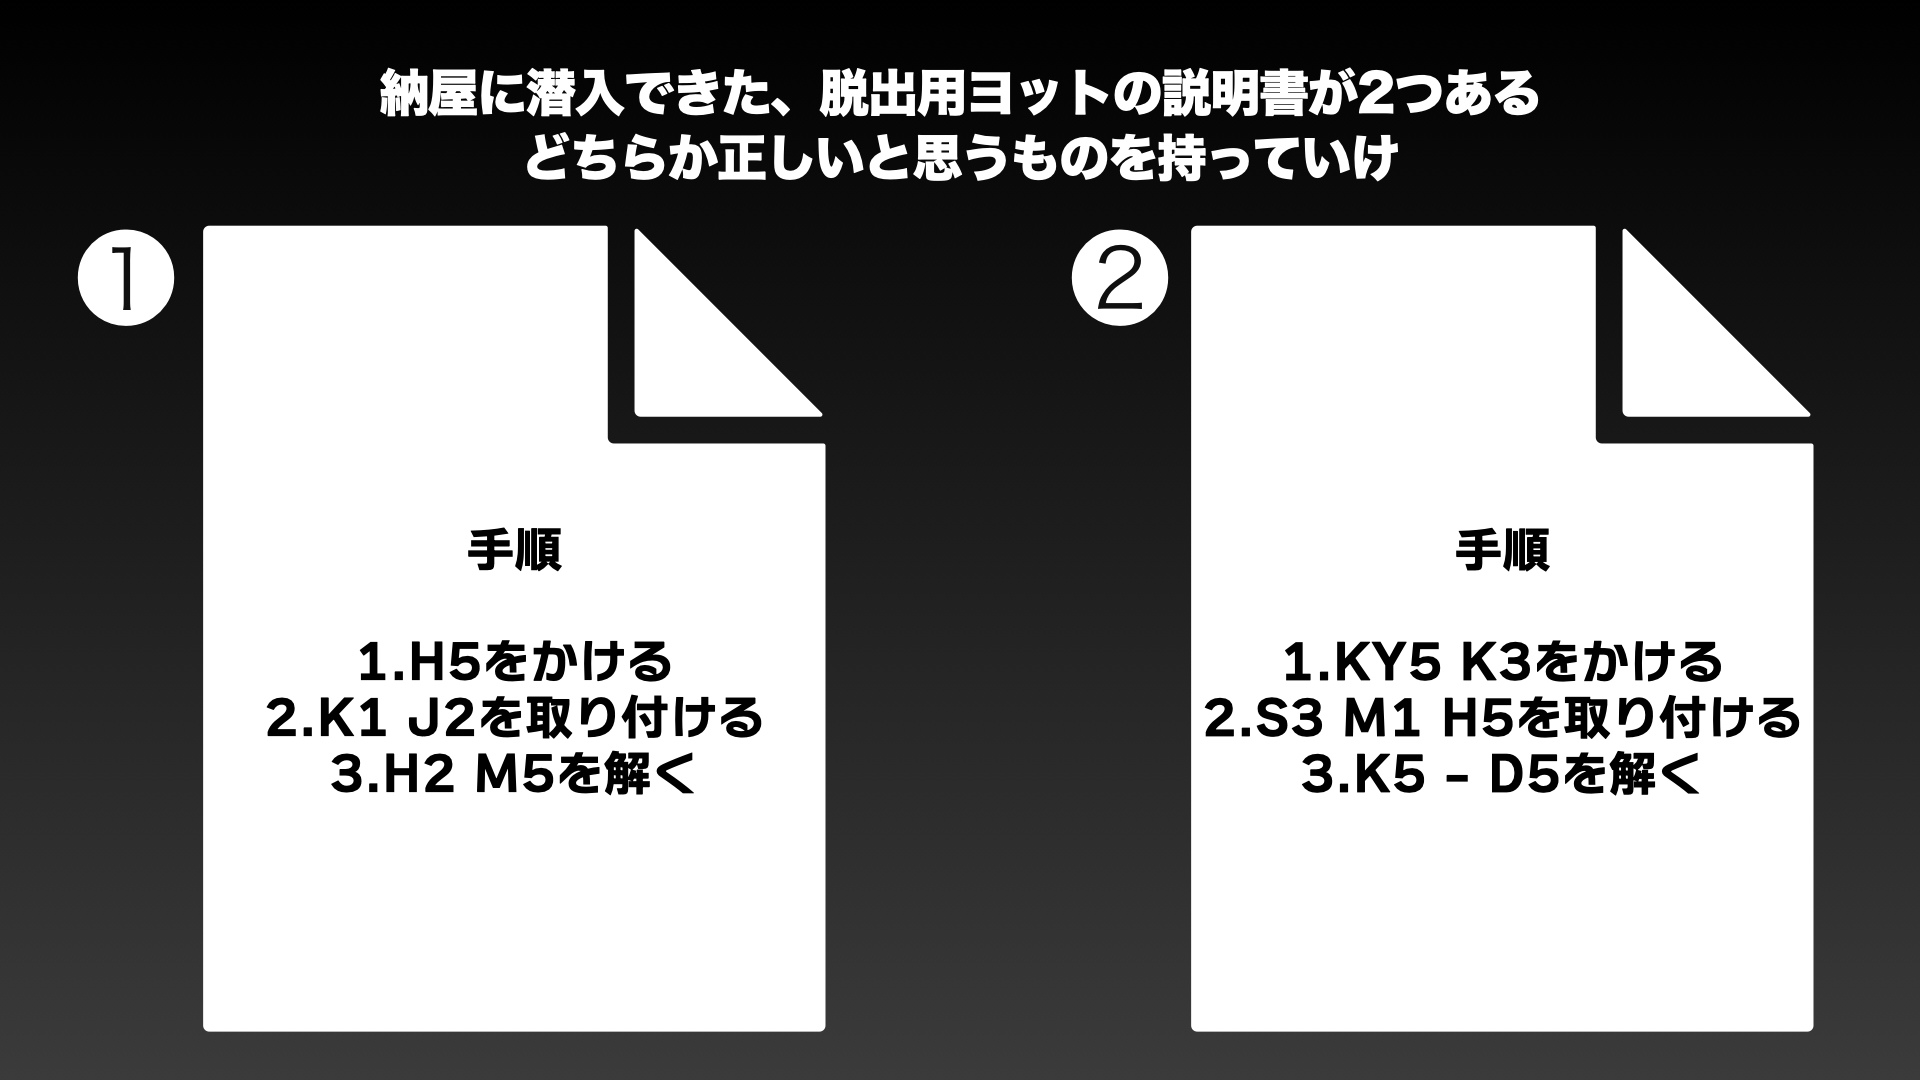 納屋に潜入できた、脱出用ヨットの説明書が2つある
どちらか正しいと思うものを持っていけ
1
手順
1.H5をかける
2.K1 J2を取り付ける
3.H2 M5を解く
2
手順
1.KY5 K3をかける
2.S3 M1 H5を取り付ける
3.K5 – D5を解く